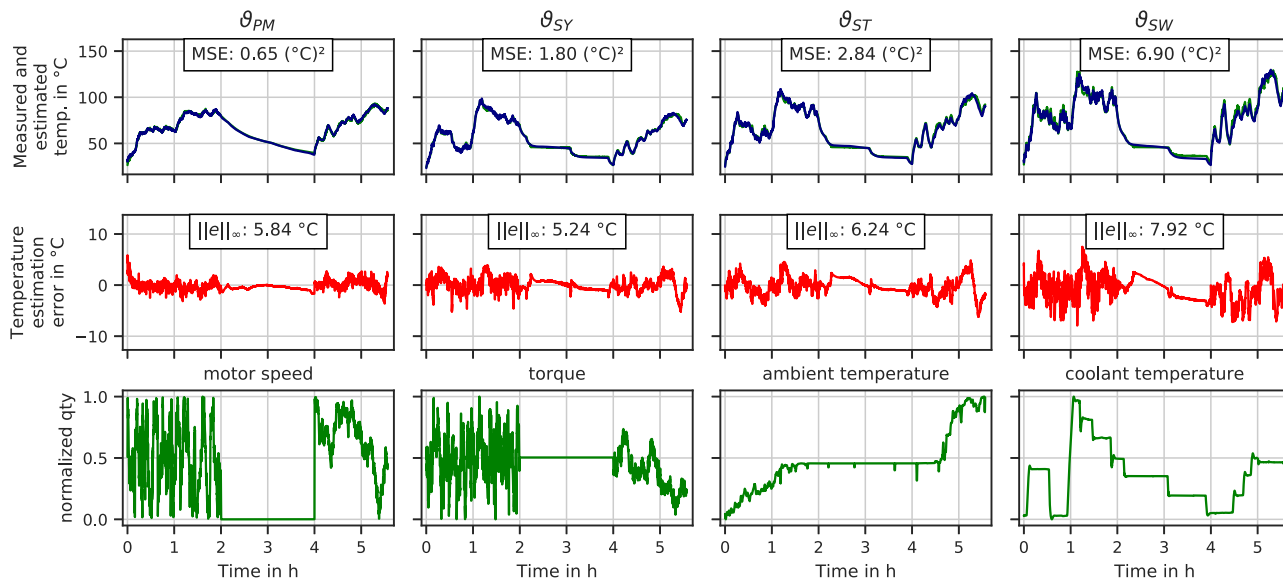 ϑPM ϑSY ϑST ϑSW
Measured and
estimated
temp. in °C
150
100
50
MSE: 0.65 (°C)²
MSE: 1.80 (°C)²
MSE: 2.84 (°C)²
MSE: 6.90 (°C)²
Temperature
estimation
error in °C
10
0
−10
||e||∞: 5.84 °C
||e||∞: 5.24 °C
||e||∞: 6.24 °C
||e||∞: 7.92 °C
motor speed
torque
ambient temperature
coolant temperature
normalized qty
1.0
0.5
0.0
0 1 2 3 4 5
0 1 2 3 4 5
0 1 2 3 4 5
0 1 2 3 4 5
Time in h
Time in h
Time in h
Time in h